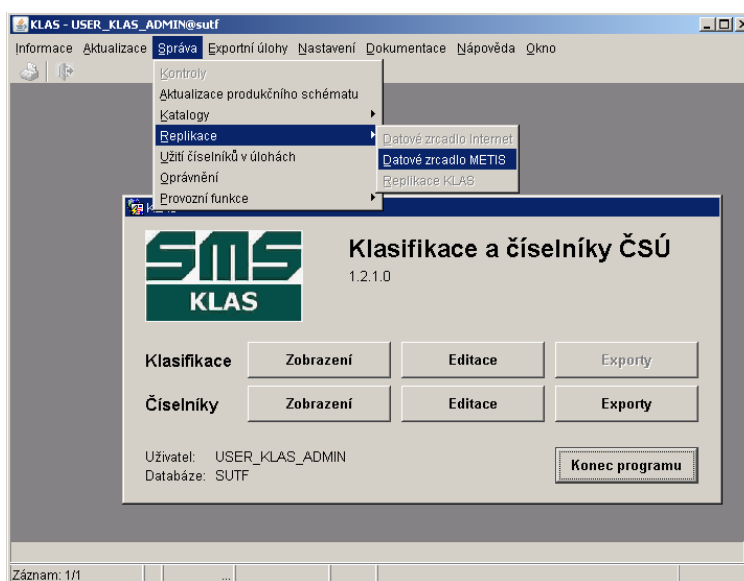 KLAS - USER_KLAS_ADMIN@sutf
Informace Aktualizace Správa Exportní úlohy Nastavení Dokumentace Nápověda Okno
Kontroly
Aktualizace produkčního schématu
Katalogy
Replikace
Užití číselníků v úlohách
Oprávnění
Provozní funkce
Datové zrcadlo Internet
Datové zrcadlo METIS
Replikace KLAS
SMS
KLAS
Klasifikace a číselníky ČSÚ
1.2.1.0
Klasifikace Zobrazení Editace Exporty
Číselníky Zobrazení Editace Exporty
Uživatel: USER_KLAS_ADMIN
Databáze: SUTF
Konec programu
Záznam: 1/1 ...